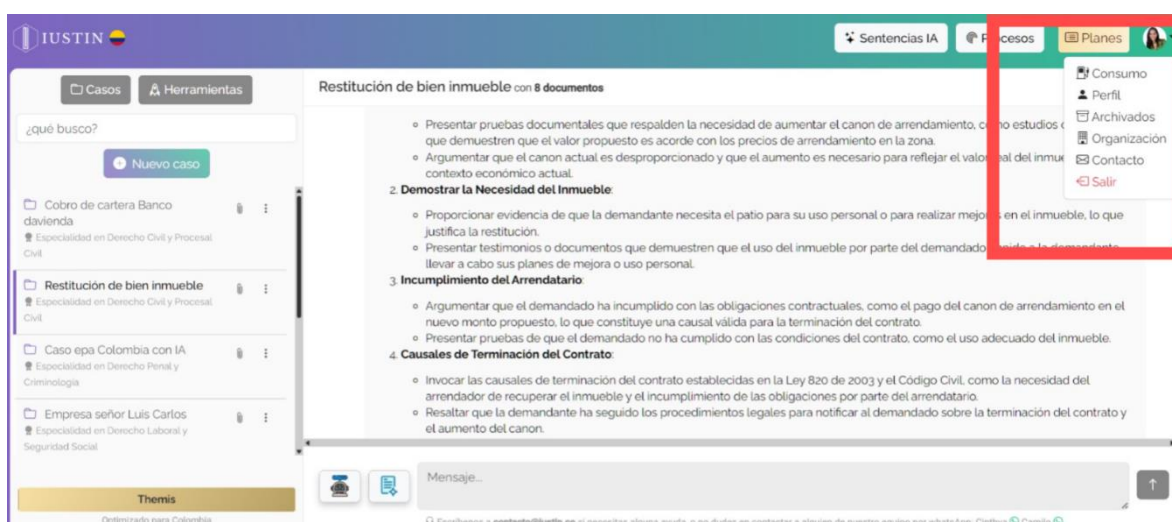 IUSTIN
Sentencias IA
Procesos
Planes
Casos
Herramientas
¿qué busco?
Nuevo caso
Cobro de cartera Banco
davienda
Especialidad en Derecho Civil y Procesal
Civil
Restitución de bien inmueble
Especialidad en Derecho Civil y Procesal
Civil
Caso epa Colombia con IA
Especialidad en Derecho Penal y
Criminología
Empresa señor Luis Carlos
Especialidad en Derecho Laboral y
Seguridad Social
Themis
Optimizado para Colombia
Restitución de bien inmueble con 8 documentos
Presentar pruebas documentales que respalden la necesidad de aumentar el canon de arrendamiento, como estudios
que demuestren que el valor propuesto es acorde con los precios de arrendamiento en la zona.
Argumentar que el canon actual es desproporcionado y que el aumento es necesario para reflejar el valor real del
contexto económico actual.
2. Demostrar la Necesidad del Inmueble:
Proporcionar evidencia de que la demandante necesita el patio para su uso personal o para realizar mejoras en el inmueble, lo que
justifica la restitución.
Presentar testimonios o documentos que demuestren que el uso del inmueble por parte del demandado impide a la demandante
llevar a cabo sus planes de mejora o uso personal.
3. Incumplimiento del Arrendatario:
Argumentar que el demandado ha incumplido con las obligaciones contractuales, como el pago del canon de arrendamiento en el
nuevo monto propuesto, lo que constituye una causal válida para la terminación del contrato.
Presentar pruebas de que el demandado no ha cumplido con las condiciones del contrato, como el uso adecuado del inmueble.
4. Causales de Terminación del Contrato:
Invocar las causales de terminación del contrato establecidas en la Ley 820 de 2003 y el Código Civil, como la necesidad del
arrendador de recuperar el inmueble y el incumplimiento de las obligaciones por parte del arrendatario.
Resaltar que la demandante ha seguido los procedimientos legales para notificar al demandado sobre la terminación del contrato y
el aumento del canon.
Consumo
Perfil
Archivados
Organización
Contacto
Salir
Mensaje...